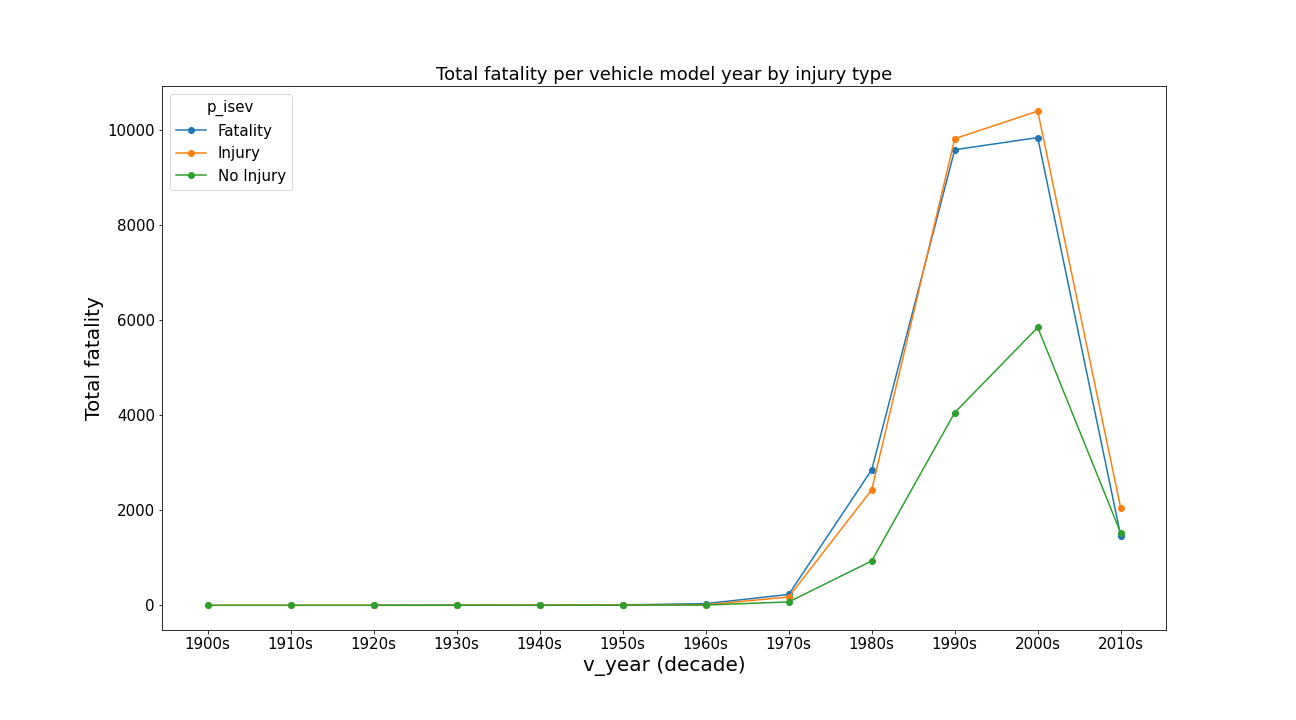 Total fatality per vehicle model year by injury type
p_isev
Fatality
Injury
No Injury
10000
8000
6000
4000
2000
0
Total fatality
1900s 1910s 1920s 1930s 1940s 1950s 1960s 1970s 1980s 1990s 2000s 2010s
v_year (decade)